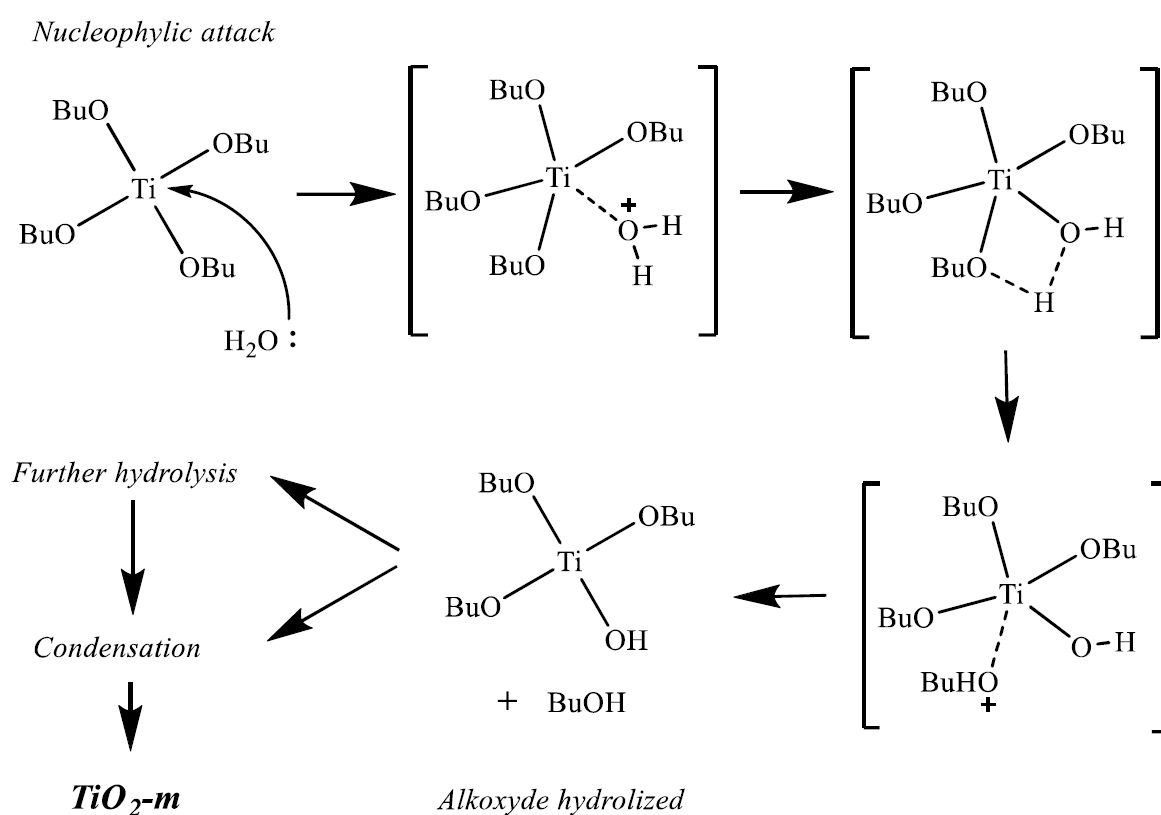 Nucleophylic attack
BuO
OBu
Ti
BuO
OBu
H₂O :
BuO
OBu
Ti
BuO
+
O
H
BuO
H
BuO
OBu
Ti
BuO
O
H
BuO
H
Further hydrolysis
Condensation
TiO₂-m
BuO
OBu
Ti
BuO
OH
+ BuOH
Alkoxyde hydrolized
BuO
OBu
Ti
BuO
O
H
BuHO
+